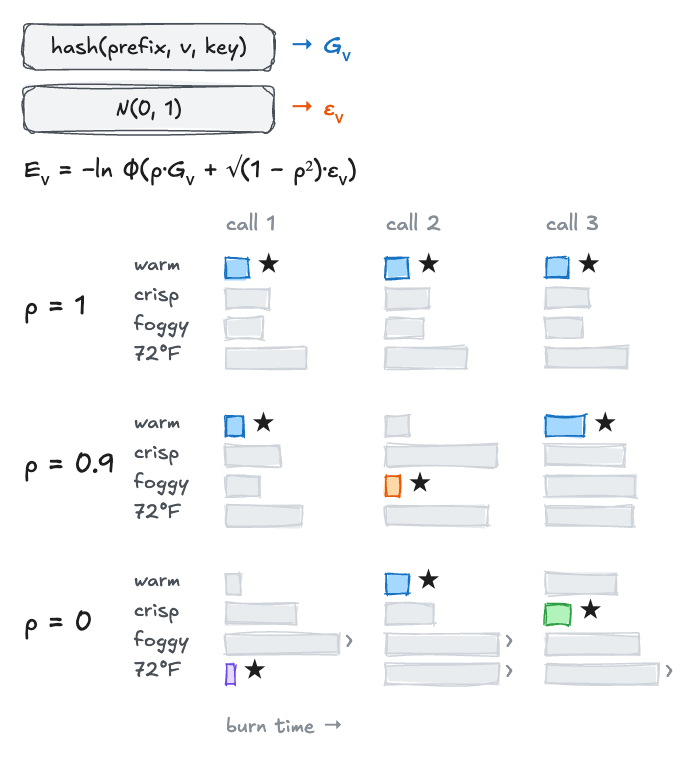 hash(prefix, v, key) → Gᵥ
N(0, 1) → εᵥ
Eᵥ = −ln Φ(ρ·Gᵥ + √(1 − ρ²)·εᵥ)
call 1 call 2 call 3
ρ = 1
warm ★ ★ ★
crisp
foggy
72°F
ρ = 0.9
warm ★ ★
crisp
foggy ★
72°F
ρ = 0
warm ★
crisp ★
foggy › ›
72°F ★ › ›
burn time →